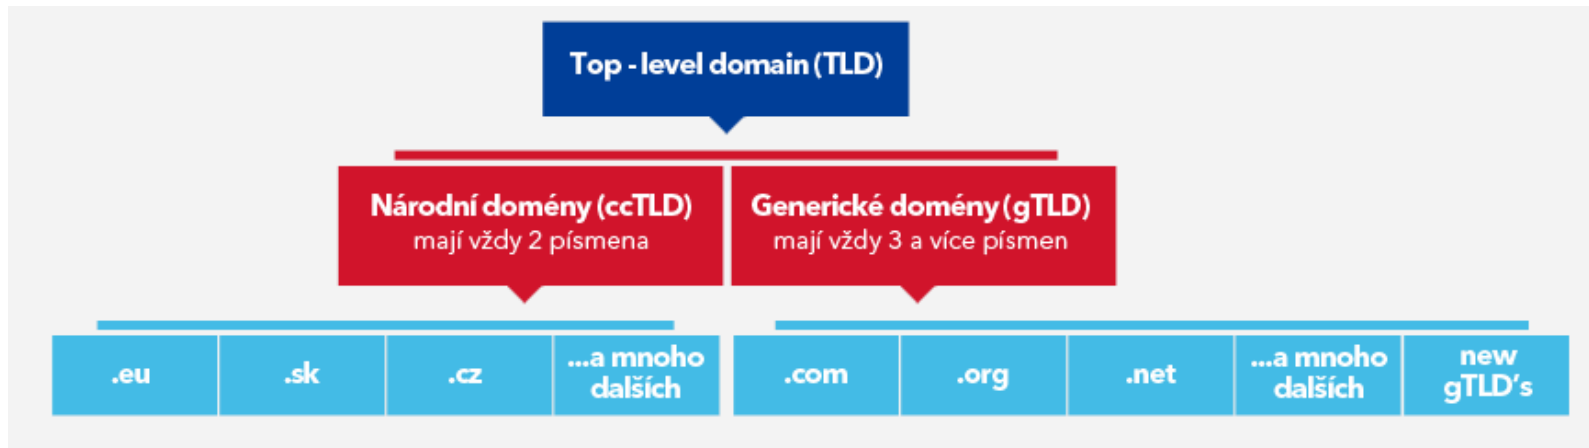 Top - level domain (TLD)
Národní domény (ccTLD)
mají vždy 2 písmena
Generické domény (gTLD)
mají vždy 3 a více písmen
.eu
.sk
.cz
...a mnoho
dalších
.com
.org
.net
...a mnoho
dalších
new
gTLD's